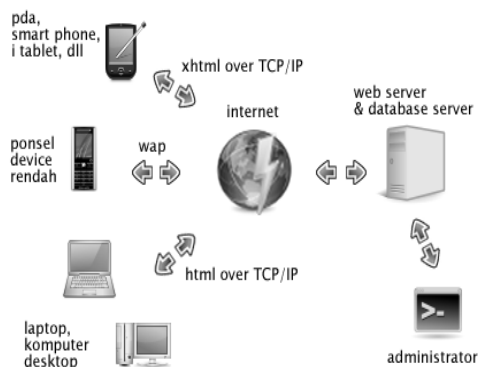 pda,
smart phone,
i tablet, dll
xhtml over TCP/IP
internet
web server
& database server
ponsel
device
rendah
wap
html over TCP/IP
laptop,
komputer
desktop
>-
administrator